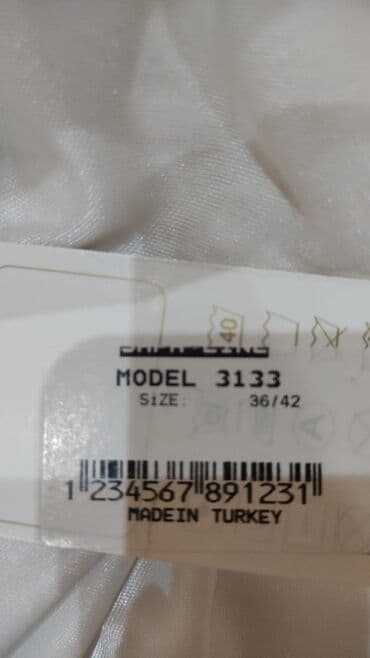 40
MODEL 3133
SiZE: 36/42
1 234567 891231
MADEIN TURKEY